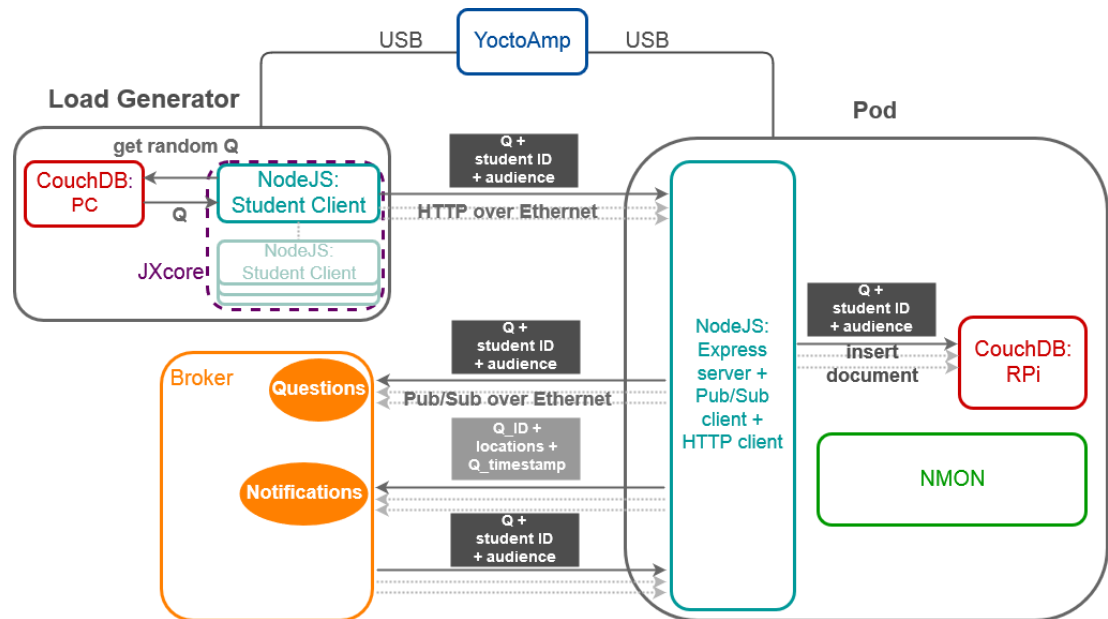 USB
YoctoAmp
USB
Load Generator
Pod
get random Q
CouchDB:
PC
Q
NodeJS:
Student Client
JXcore
NodeJS:
Student Client
Q +
student ID
+ audience
HTTP over Ethernet
NodeJS:
Express
server +
Pub/Sub
client +
HTTP client
Q +
student ID
+ audience
insert
document
CouchDB:
RPi
NMON
Broker
Questions
Q +
student ID
+ audience
Pub/Sub over Ethernet
Q_ID +
locations +
Q_timestamp
Notifications
Q +
student ID
+ audience